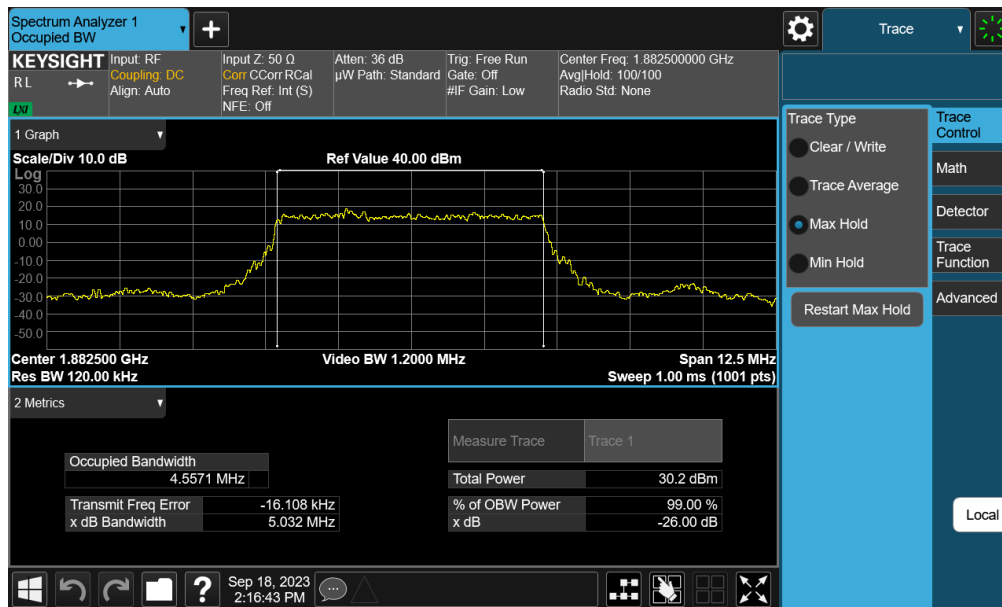 Spectrum Analyzer 1
Occupied BW
+
Trace
KEYSIGHT
R L
LXI
Input: RF
Coupling: DC
Align: Auto
Input Z: 50 Ω
Corr CCorr RCal
Freq Ref: Int (S)
NFE: Off
Atten: 36 dB
µW Path: Standard
Trig: Free Run
Gate: Off
#IF Gain: Low
Center Freq: 1.882500000 GHz
Avg|Hold: 100/100
Radio Std: None
1 Graph
Scale/Div 10.0 dB
Ref Value 40.00 dBm
Log
30.0
20.0
10.0
0.00
-10.0
-20.0
-30.0
-40.0
-50.0
Center 1.882500 GHz
Video BW 1.2000 MHz
Span 12.5 MHz
Res BW 120.00 kHz
Sweep 1.00 ms (1001 pts)
2 Metrics
Measure Trace
Trace 1
Occupied Bandwidth
4.5571 MHz
Total Power
30.2 dBm
Transmit Freq Error
-16.108 kHz
% of OBW Power
99.00 %
x dB Bandwidth
5.032 MHz
x dB
-26.00 dB
Trace Type
Clear / Write
Trace Average
Max Hold
Min Hold
Restart Max Hold
Trace
Control
Math
Detector
Trace
Function
Advanced
Local
?
Sep 18, 2023
2:16:43 PM